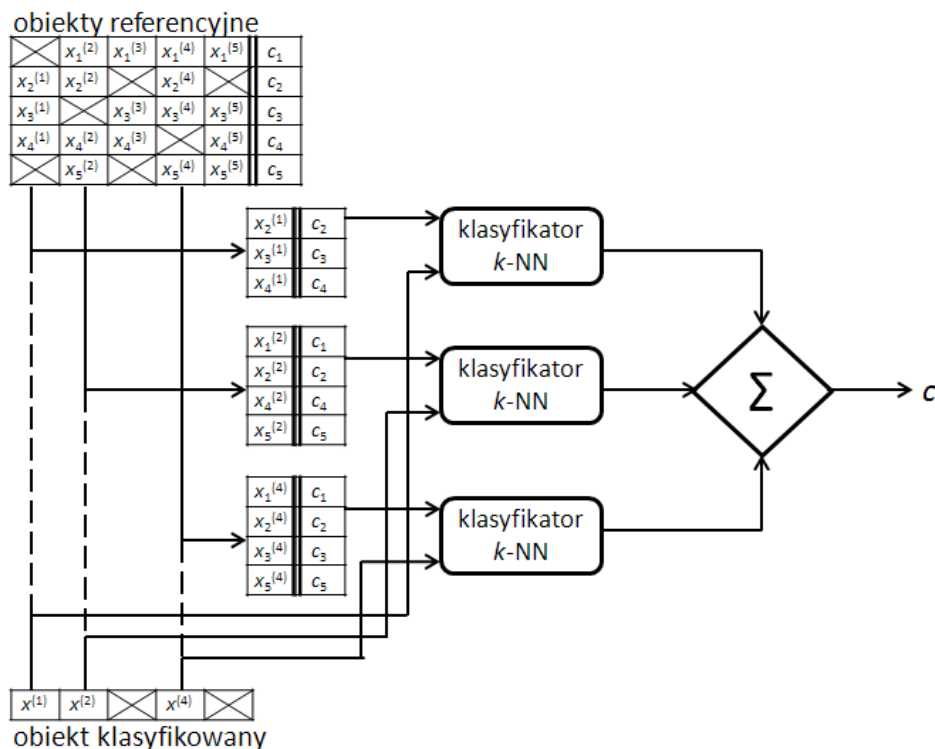 obiekty referencyjne
x₁⁽²⁾ x₁⁽³⁾ x₁⁽⁴⁾ x₁⁽⁵⁾ c₁
x₂⁽¹⁾ x₂⁽²⁾ x₂⁽⁴⁾ c₂
x₃⁽¹⁾ x₃⁽³⁾ x₃⁽⁴⁾ x₃⁽⁵⁾ c₃
x₄⁽¹⁾ x₄⁽²⁾ x₄⁽³⁾ x₄⁽⁵⁾ c₄
x₅⁽²⁾ x₅⁽⁴⁾ x₅⁽⁵⁾ c₅
x₂⁽¹⁾ c₂
x₃⁽¹⁾ c₃
x₄⁽¹⁾ c₄
klasyfikator
k-NN
x₁⁽²⁾ c₁
x₂⁽²⁾ c₂
x₄⁽²⁾ c₄
x₅⁽²⁾ c₅
klasyfikator
k-NN
Σ
c
x₁⁽⁴⁾ c₁
x₂⁽⁴⁾ c₂
x₃⁽⁴⁾ c₃
x₅⁽⁴⁾ c₅
klasyfikator
k-NN
x⁽¹⁾ x⁽²⁾ x⁽⁴⁾
obiekt klasyfikowany